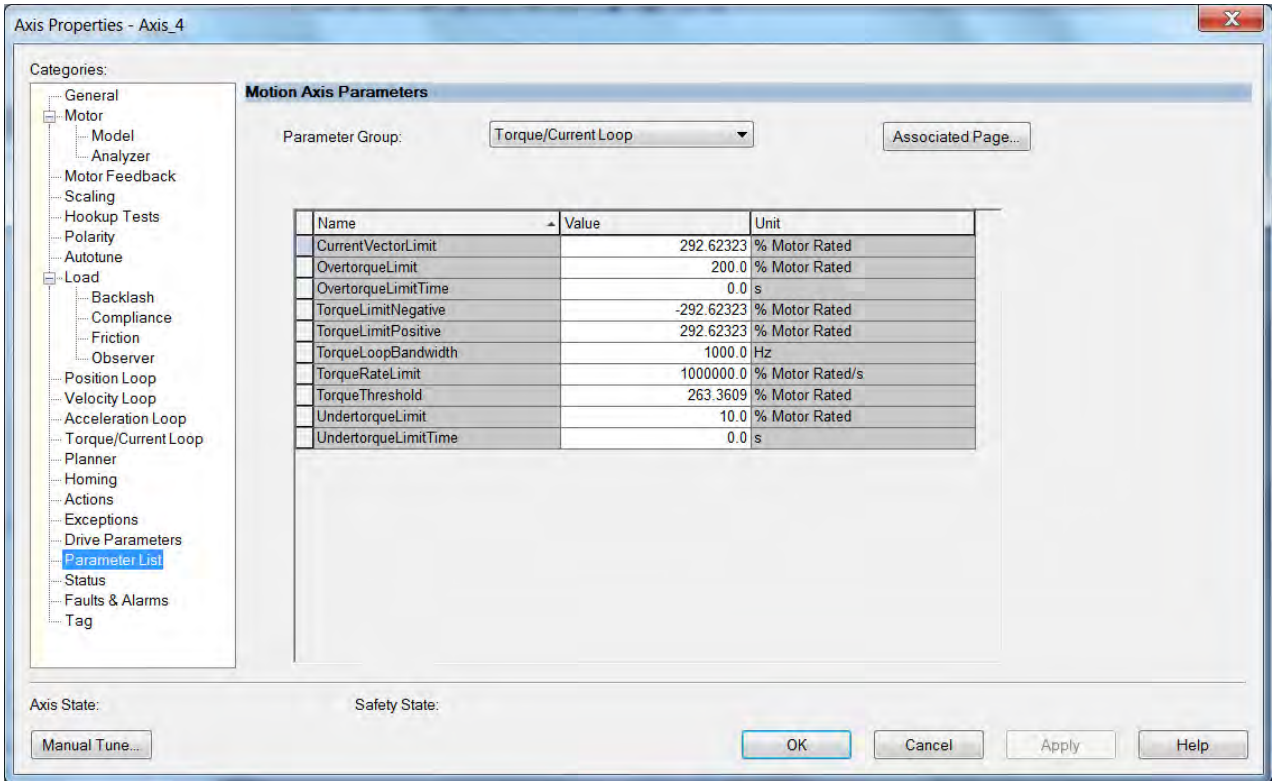 Axis Properties - Axis_4
X
Categories:
General
Motor
Model
Analyzer
Motor Feedback
Scaling
Hookup Tests
Polarity
Autotune
Load
Backlash
Compliance
Friction
Observer
Position Loop
Velocity Loop
Acceleration Loop
Torque/Current Loop
Planner
Homing
Actions
Exceptions
Drive Parameters
Parameter List
Status
Faults & Alarms
Tag
Motion Axis Parameters
Parameter Group: Torque/Current Loop Associated Page...
Name Value Unit
CurrentVectorLimit 292.62323 % Motor Rated
OvertorqueLimit 200.0 % Motor Rated
OvertorqueLimitTime 0.0 s
TorqueLimitNegative -292.62323 % Motor Rated
TorqueLimitPositive 292.62323 % Motor Rated
TorqueLoopBandwidth 1000.0 Hz
TorqueRateLimit 1000000.0 % Motor Rated/s
TorqueThreshold 263.3609 % Motor Rated
UndertorqueLimit 10.0 % Motor Rated
UndertorqueLimitTime 0.0 s
Axis State: Safety State:
Manual Tune... OK Cancel Apply Help